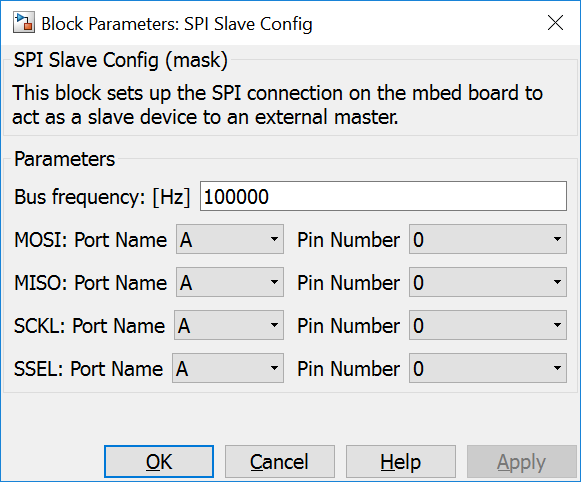 Block Parameters: SPI Slave Config
SPI Slave Config (mask)
This block sets up the SPI connection on the mbed board to
act as a slave device to an external master.
Parameters
Bus frequency: [Hz] 100000
MOSI: Port Name A Pin Number 0
MISO: Port Name A Pin Number 0
SCKL: Port Name A Pin Number 0
SSEL: Port Name A Pin Number 0
OK Cancel Help Apply